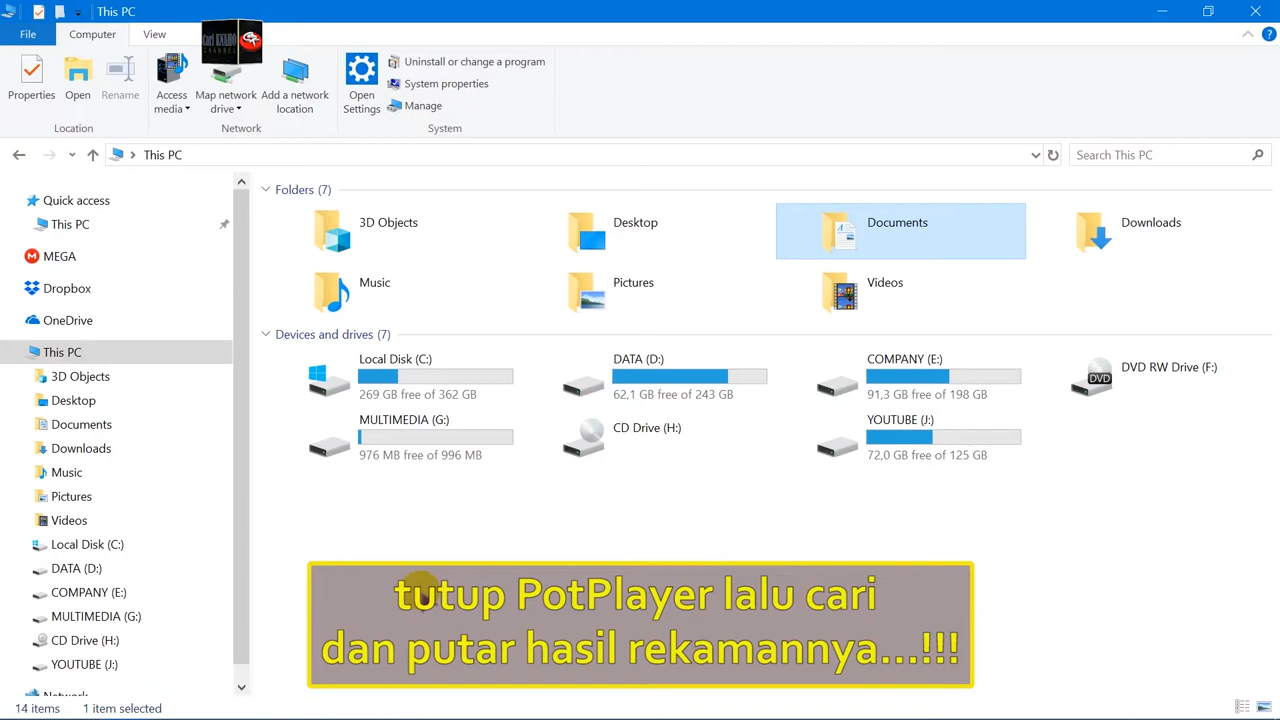 This PC
File
Computer
View
Carl KNAHO
CHANNEL
Properties
Open
Rename
Access
media
Map network
drive
Add a network
location
Open
Settings
Uninstall or change a program
System properties
Manage
Location
Network
System
This PC
Search This PC
Quick access
This PC
MEGA
Dropbox
OneDrive
This PC
3D Objects
Desktop
Documents
Downloads
Music
Pictures
Videos
Local Disk (C:)
DATA (D:)
COMPANY (E:)
MULTIMEDIA (G:)
CD Drive (H:)
YOUTUBE (J:)
Network
Folders (7)
3D Objects
Desktop
Documents
Downloads
Music
Pictures
Videos
Devices and drives (7)
Local Disk (C:)
269 GB free of 362 GB
DATA (D:)
62,1 GB free of 243 GB
COMPANY (E:)
91,3 GB free of 198 GB
DVD
DVD RW Drive (F:)
MULTIMEDIA (G:)
976 MB free of 996 MB
CD Drive (H:)
YOUTUBE (J:)
72,0 GB free of 125 GB
tutup PotPlayer lalu cari
dan putar hasil rekamannya...!!!
14 items
1 item selected